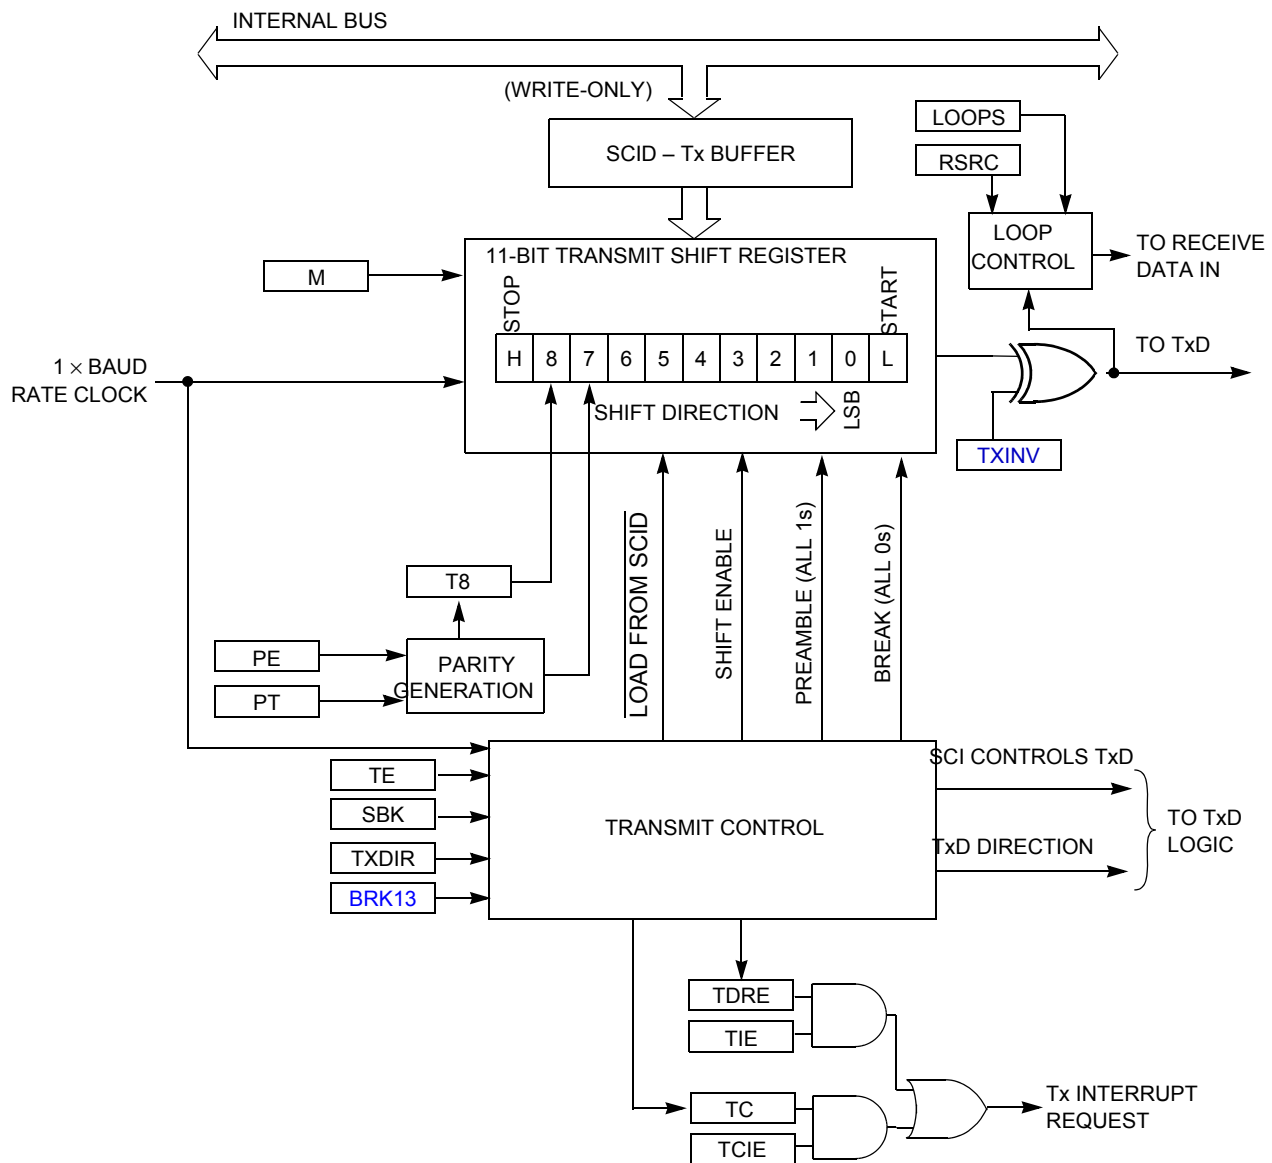 INTERNAL BUS
(WRITE-ONLY)
LOOPS
SCID – Tx BUFFER
RSRC
LOOP
CONTROL
TO RECEIVE
DATA IN
11-BIT TRANSMIT SHIFT REGISTER
M
STOP
START
H 8 7 6 5 4 3 2 1 0 L
TO TxD
1 × BAUD
RATE CLOCK
SHIFT DIRECTION
LSB
TXINV
LOAD FROM SCID
SHIFT ENABLE
PREAMBLE (ALL 1s)
BREAK (ALL 0s)
T8
PE
PT
PARITY
GENERATION
TE
SBK
TXDIR
BRK13
TRANSMIT CONTROL
SCI CONTROLS TxD
TxD DIRECTION
TO TxD
LOGIC
TDRE
TIE
TC
TCIE
Tx INTERRUPT
REQUEST